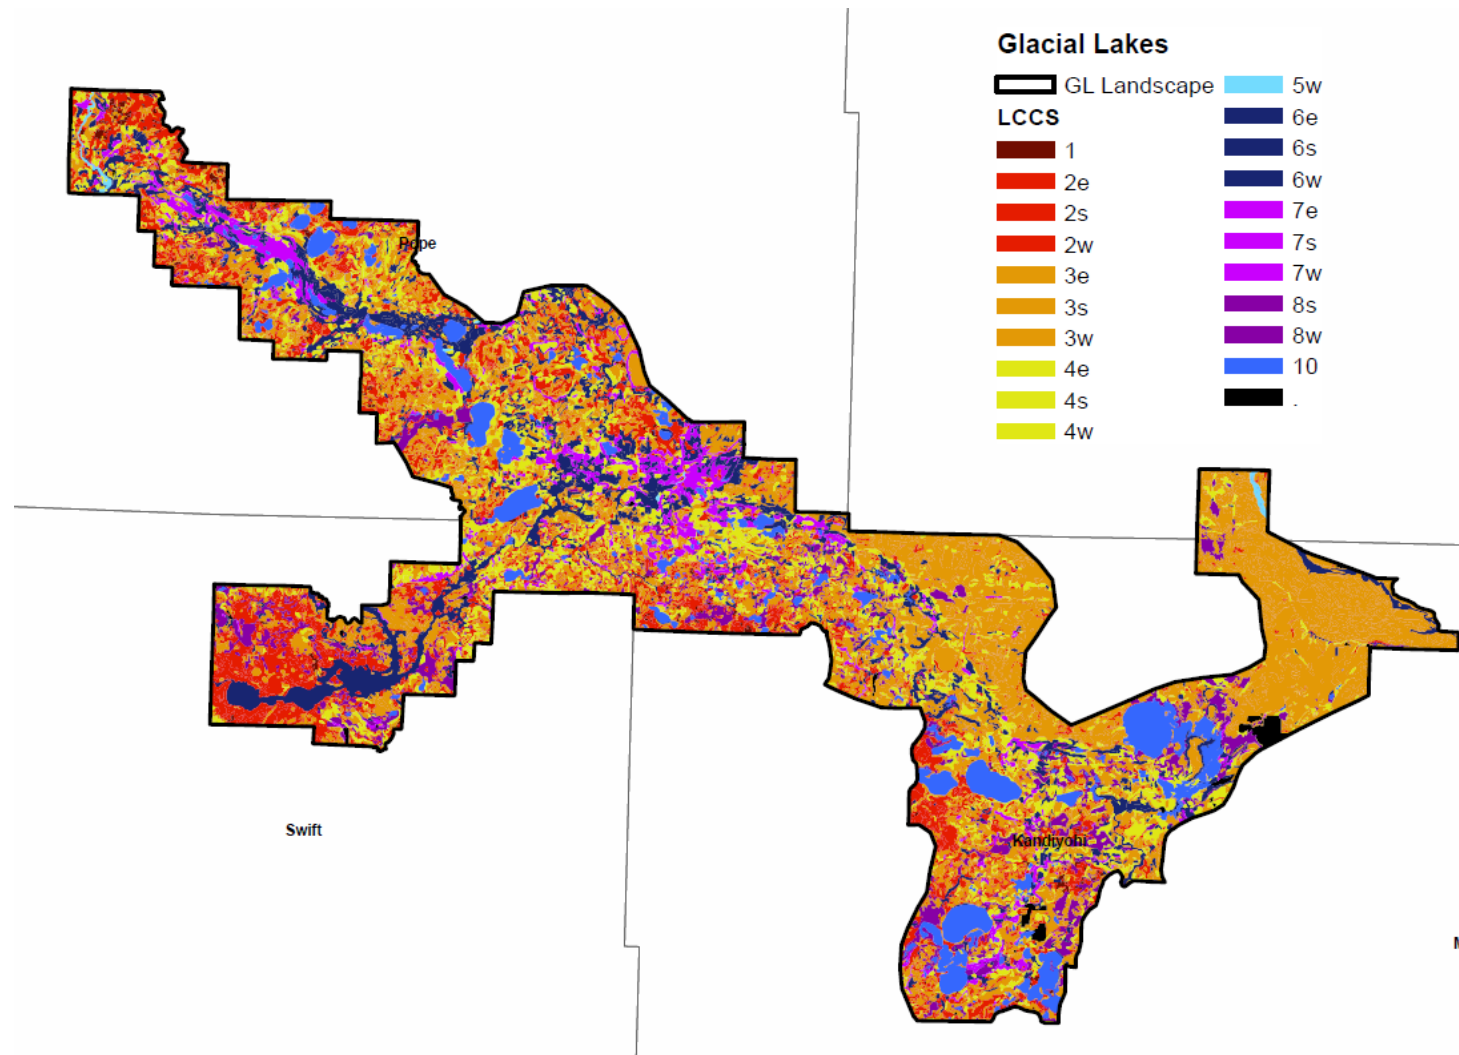 Glacial Lakes
GL Landscape
LCCS
1
2e
2s
2w
3e
3s
3w
4e
4s
4w
5w
6e
6s
6w
7e
7s
7w
8s
8w
10
.
Pope
Swift
Kandiyohi
M